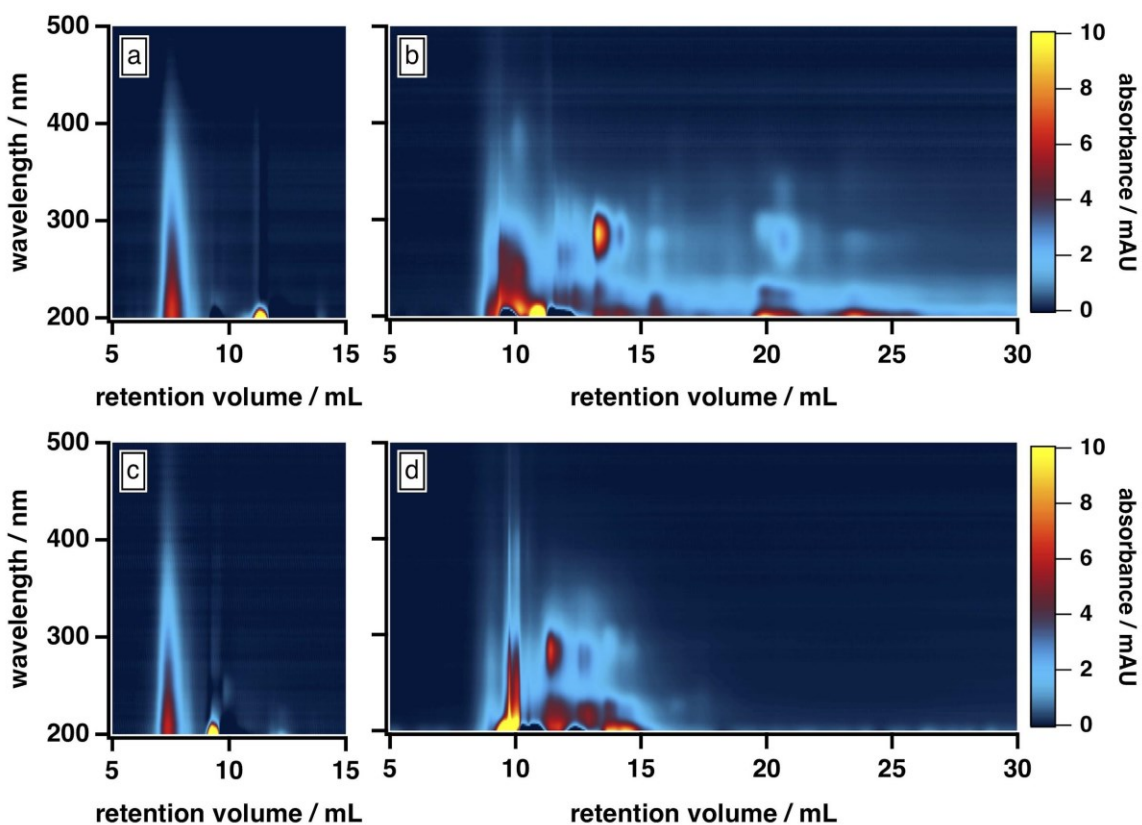 500
400
300
200
wavelength / nm
a
b
10
8
6
4
2
0
absorbance / mAU
5 10 15
5 10 15 20 25 30
retention volume / mL
retention volume / mL
500
400
300
200
wavelength / nm
c
d
10
8
6
4
2
0
absorbance / mAU
5 10 15
5 10 15 20 25 30
retention volume / mL
retention volume / mL